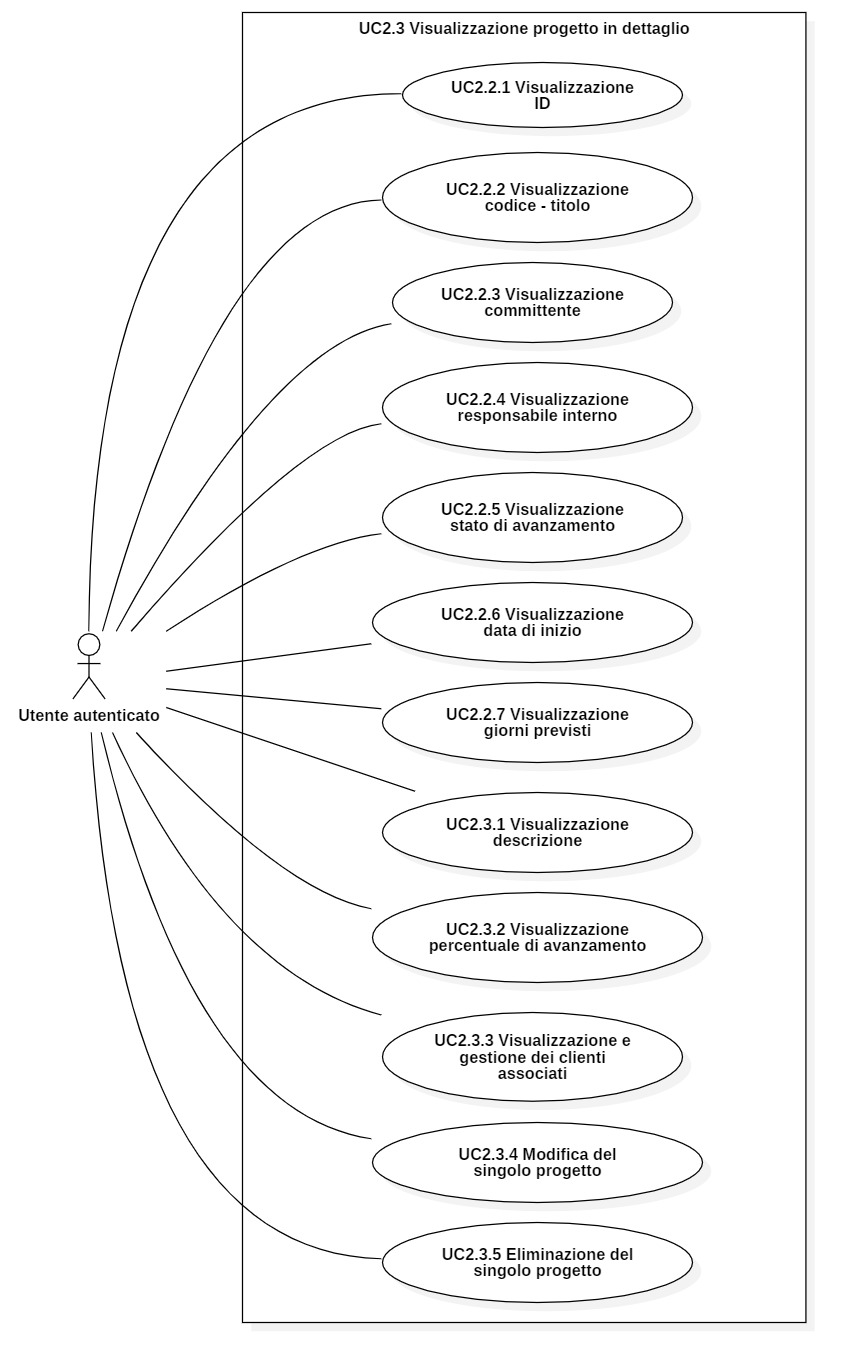 UC2.3 Visualizzazione progetto in dettaglio
UC2.2.1 Visualizzazione
ID
UC2.2.2 Visualizzazione
codice - titolo
UC2.2.3 Visualizzazione
committente
UC2.2.4 Visualizzazione
responsabile interno
UC2.2.5 Visualizzazione
stato di avanzamento
UC2.2.6 Visualizzazione
data di inizio
Utente autenticato
UC2.2.7 Visualizzazione
giorni previsti
UC2.3.1 Visualizzazione
descrizione
UC2.3.2 Visualizzazione
percentuale di avanzamento
UC2.3.3 Visualizzazione e
gestione dei clienti
associati
UC2.3.4 Modifica del
singolo progetto
UC2.3.5 Eliminazione del
singolo progetto